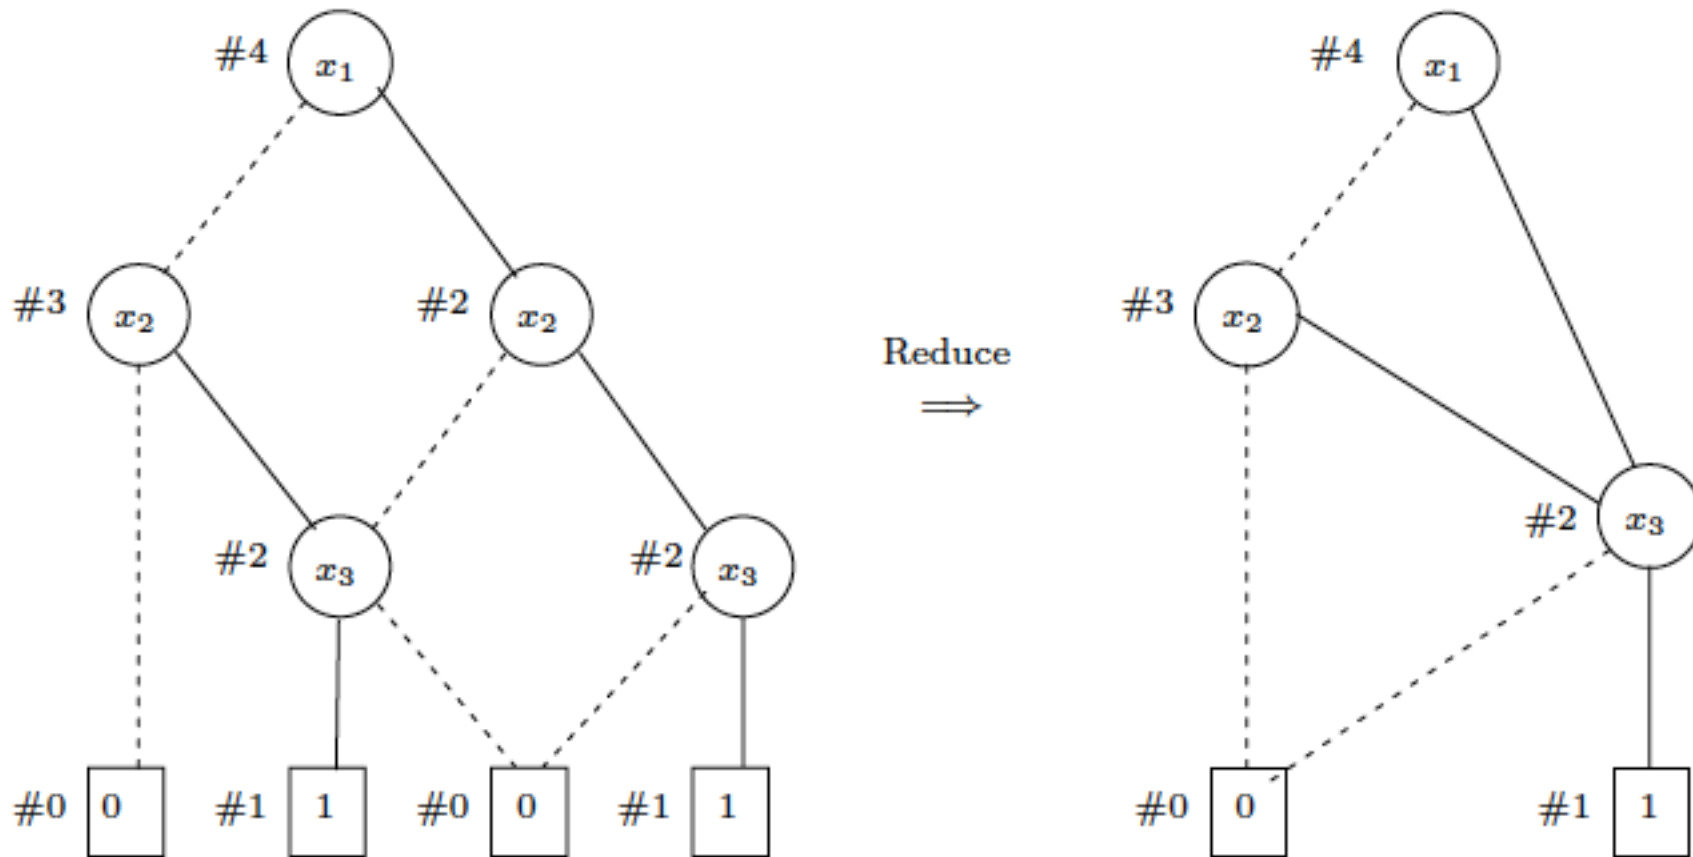 #4 x₁ #4 x₁
#3 x₂ #2 x₂ #3 x₂
Reduce
⟹
#2 x₃ #2 x₃ #2 x₃
#0 0 #1 1 #0 0 #1 1 #0 0 #1 1